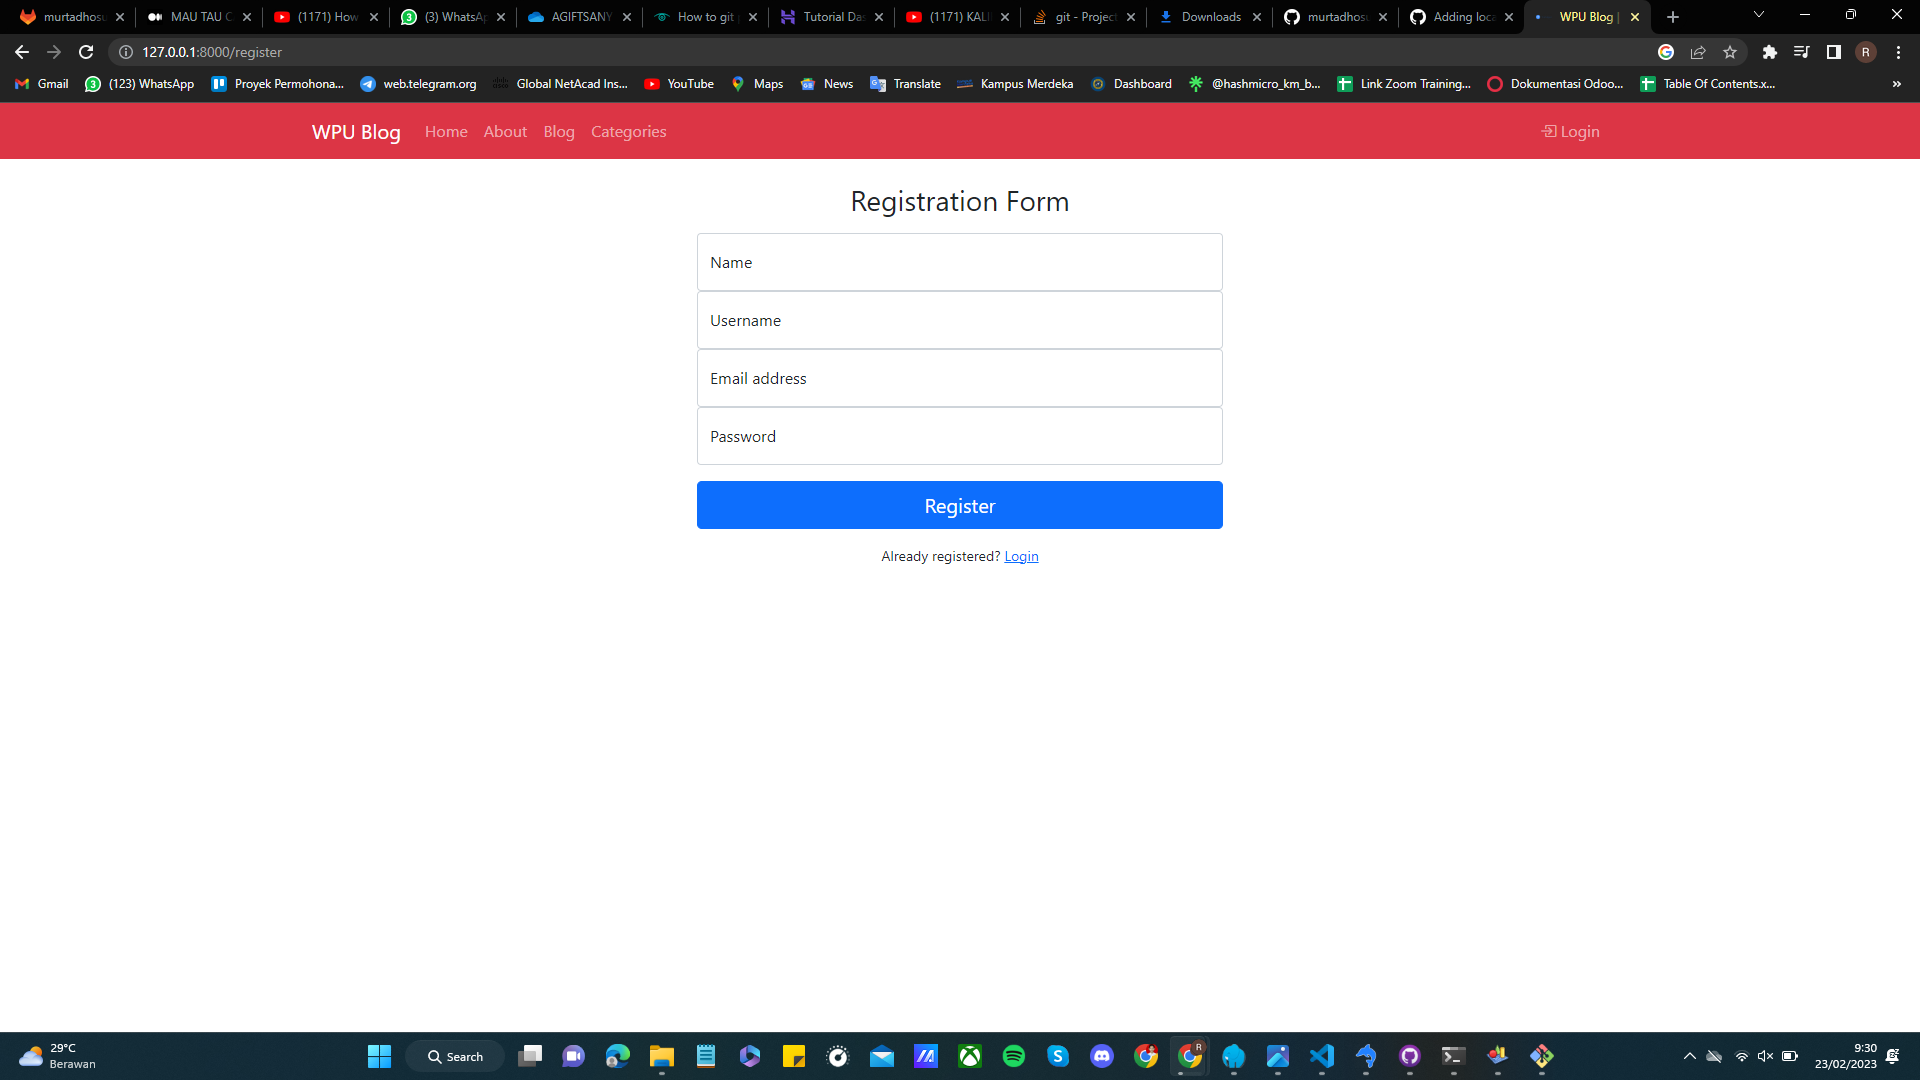 murtadhosu
MAU TAU C
(1171) How
(3) WhatsAp
AGIFTSANY
How to git
Tutorial Das
(1171) KALI
git - Project
Downloads
murtadhosu
Adding loca
WPU Blog |
127.0.0.1:8000/register
Gmail
(123) WhatsApp
Proyek Permohona...
web.telegram.org
Global NetAcad Ins...
YouTube
Maps
News
Translate
Kampus Merdeka
Dashboard
@hashmicro_km_b...
Link Zoom Training...
Dokumentasi Odoo...
Table Of Contents.x...
»
WPU Blog
Home
About
Blog
Categories
Login
Registration Form
Name
Username
Email address
Password
Register
Already registered? Login
29°C
Berawan
Search
9:30
23/02/2023